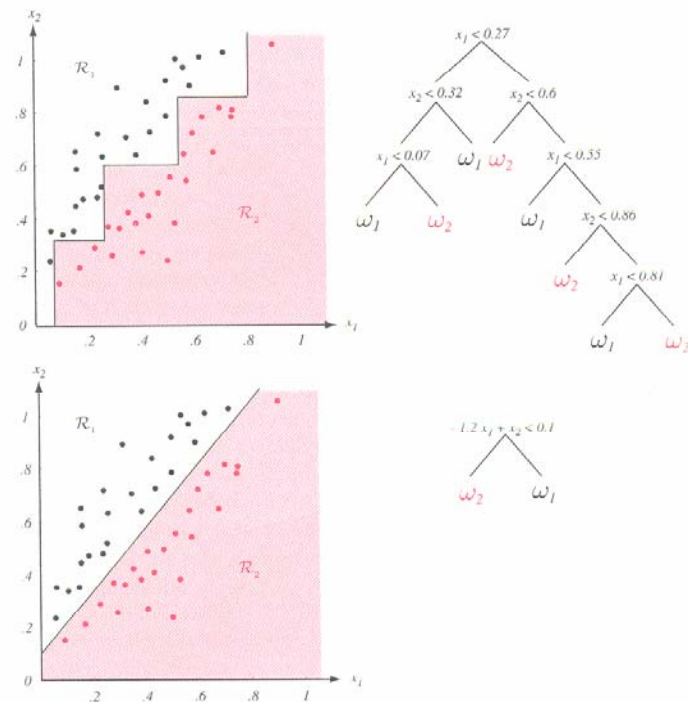 x₂
1
.8
.6
.4
.2
0
.2 .4 .6 .8 1
x₁
R₁
R₂
x₁ < 0.27
x₂ < 0.32 x₂ < 0.6
x₁ < 0.07 ω₁ ω₂ x₁ < 0.55
ω₁ ω₂ ω₁ x₂ < 0.86
ω₂ x₁ < 0.81
ω₁ ω₂
x₂
1
.8
.6
.4
.2
0
.2 .4 .6 .8 1
x₁
R₁
R₂
- 1.2 x₁ + x₂ < 0.1
ω₂ ω₁